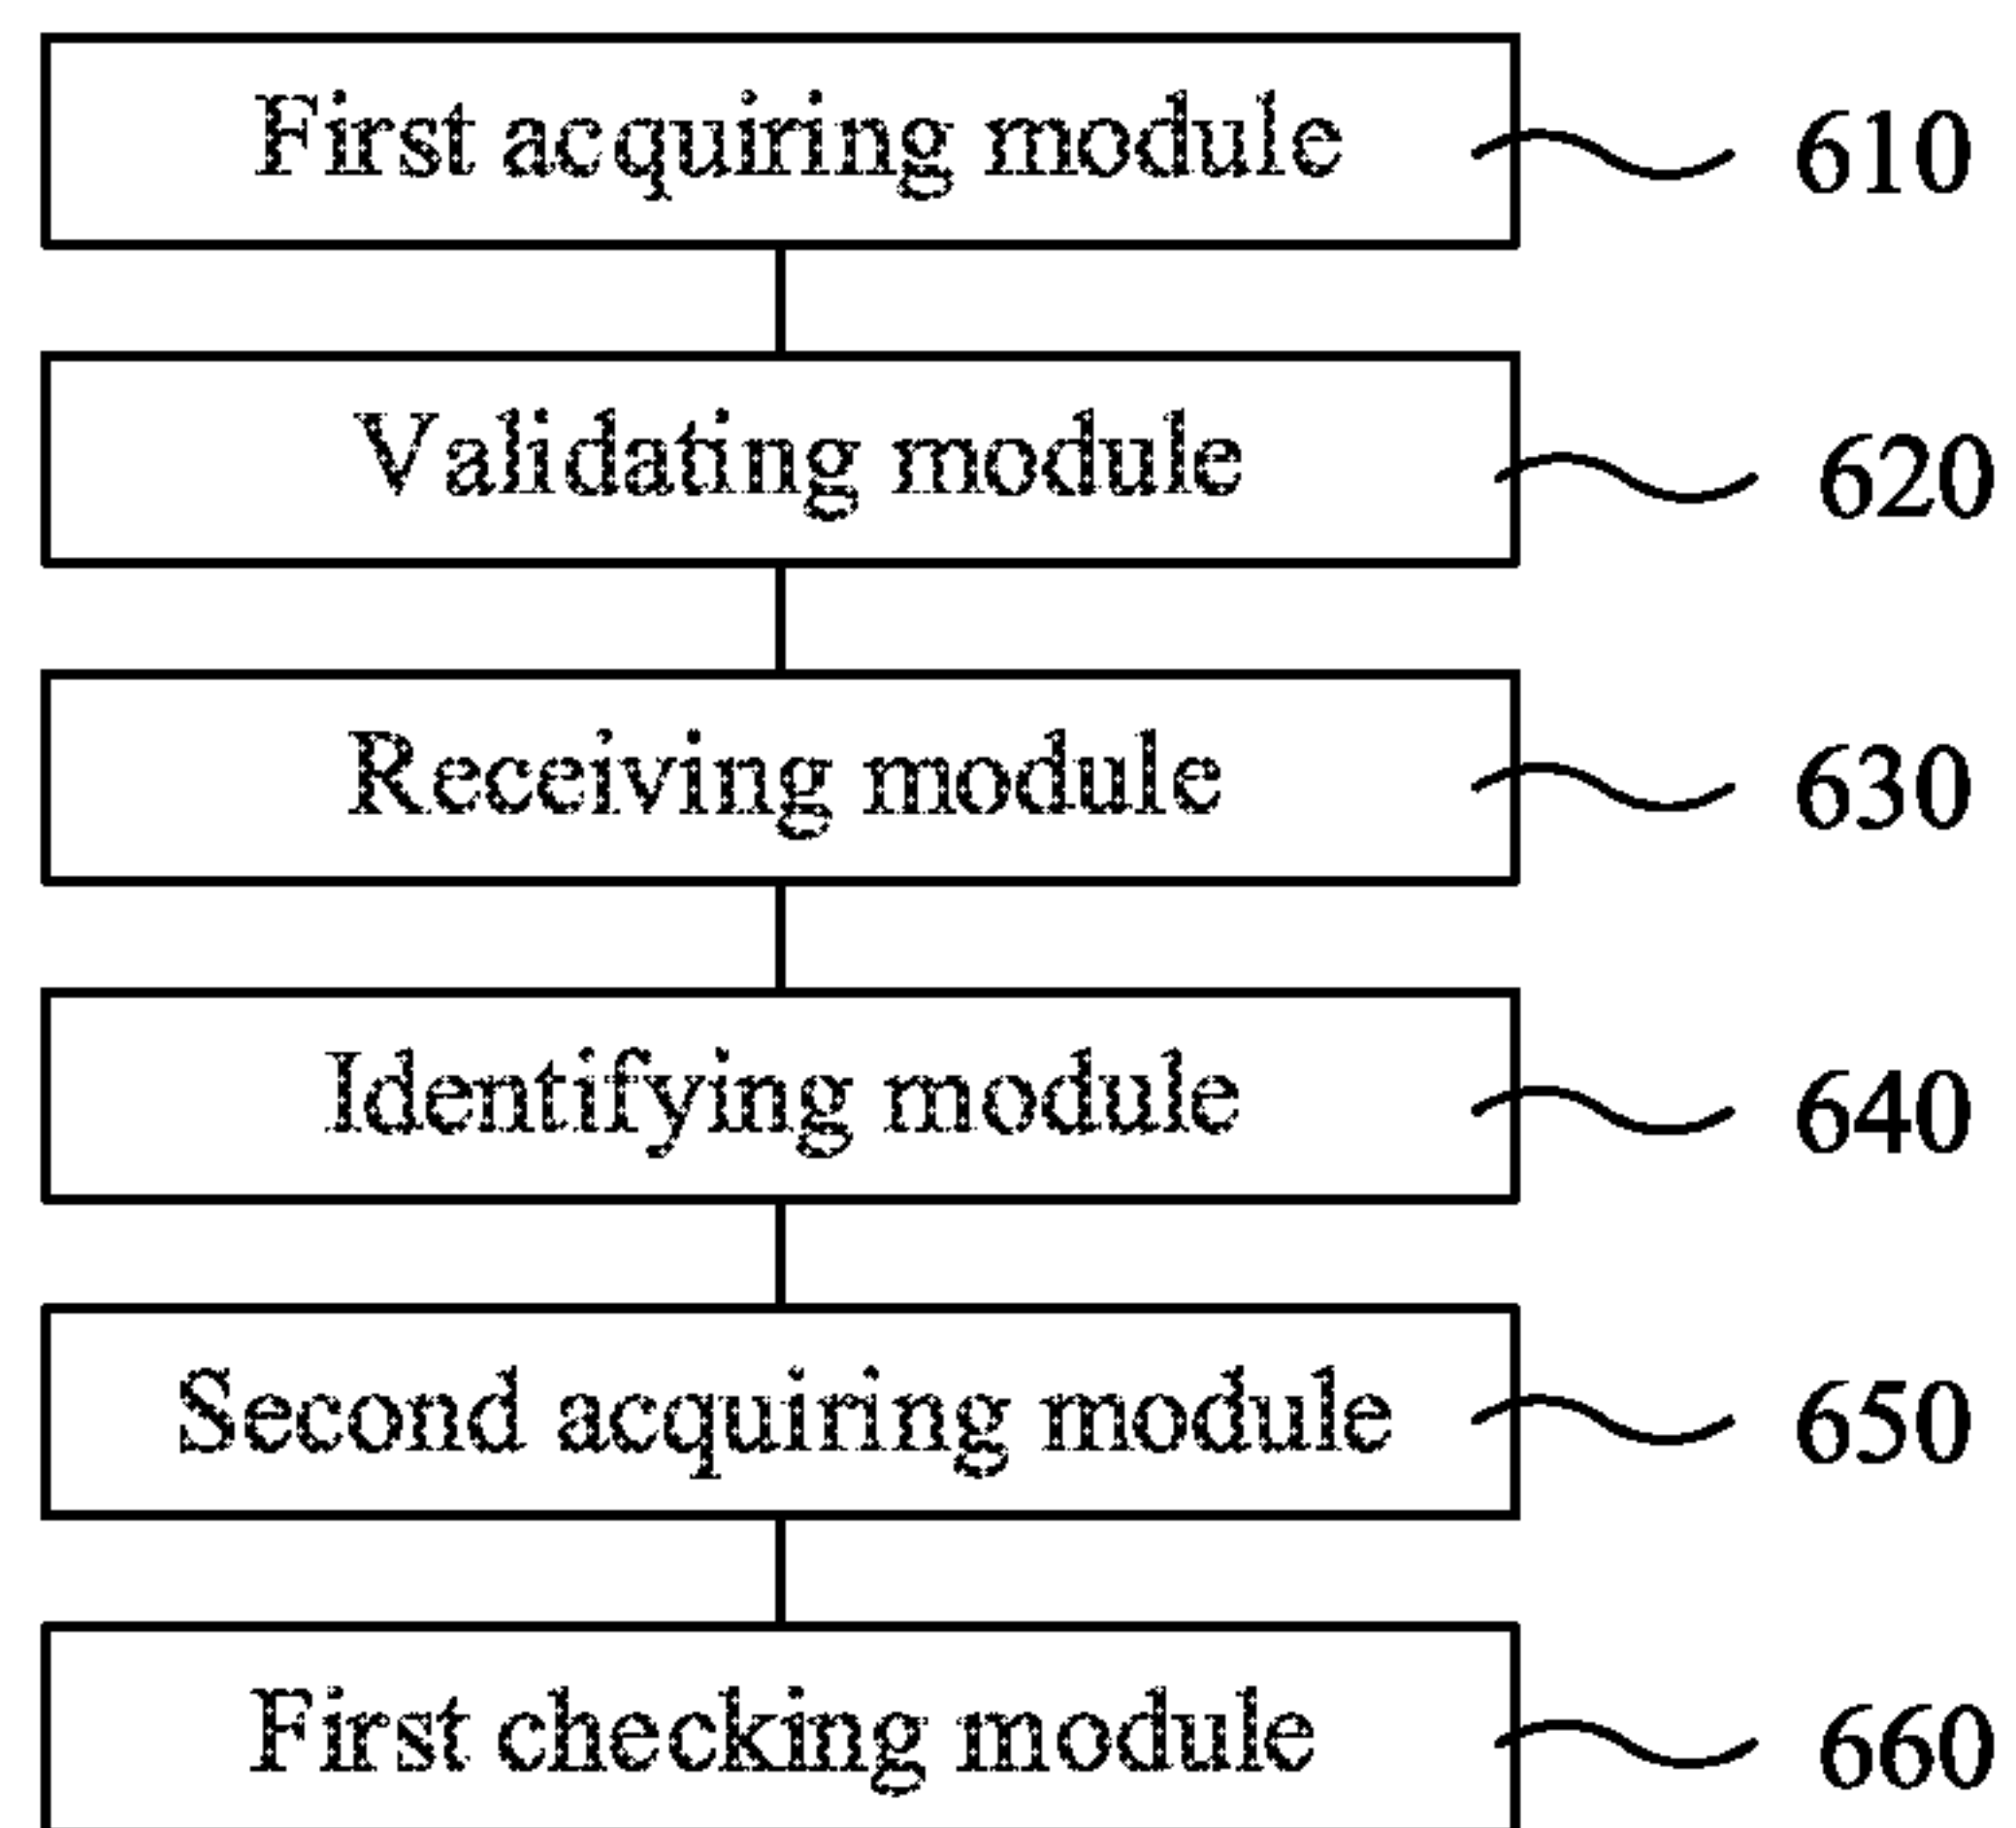 First acquiring module 610
Validating module 620
Receiving module 630
Identifying module 640
Second acquiring module 650
First checking module 660